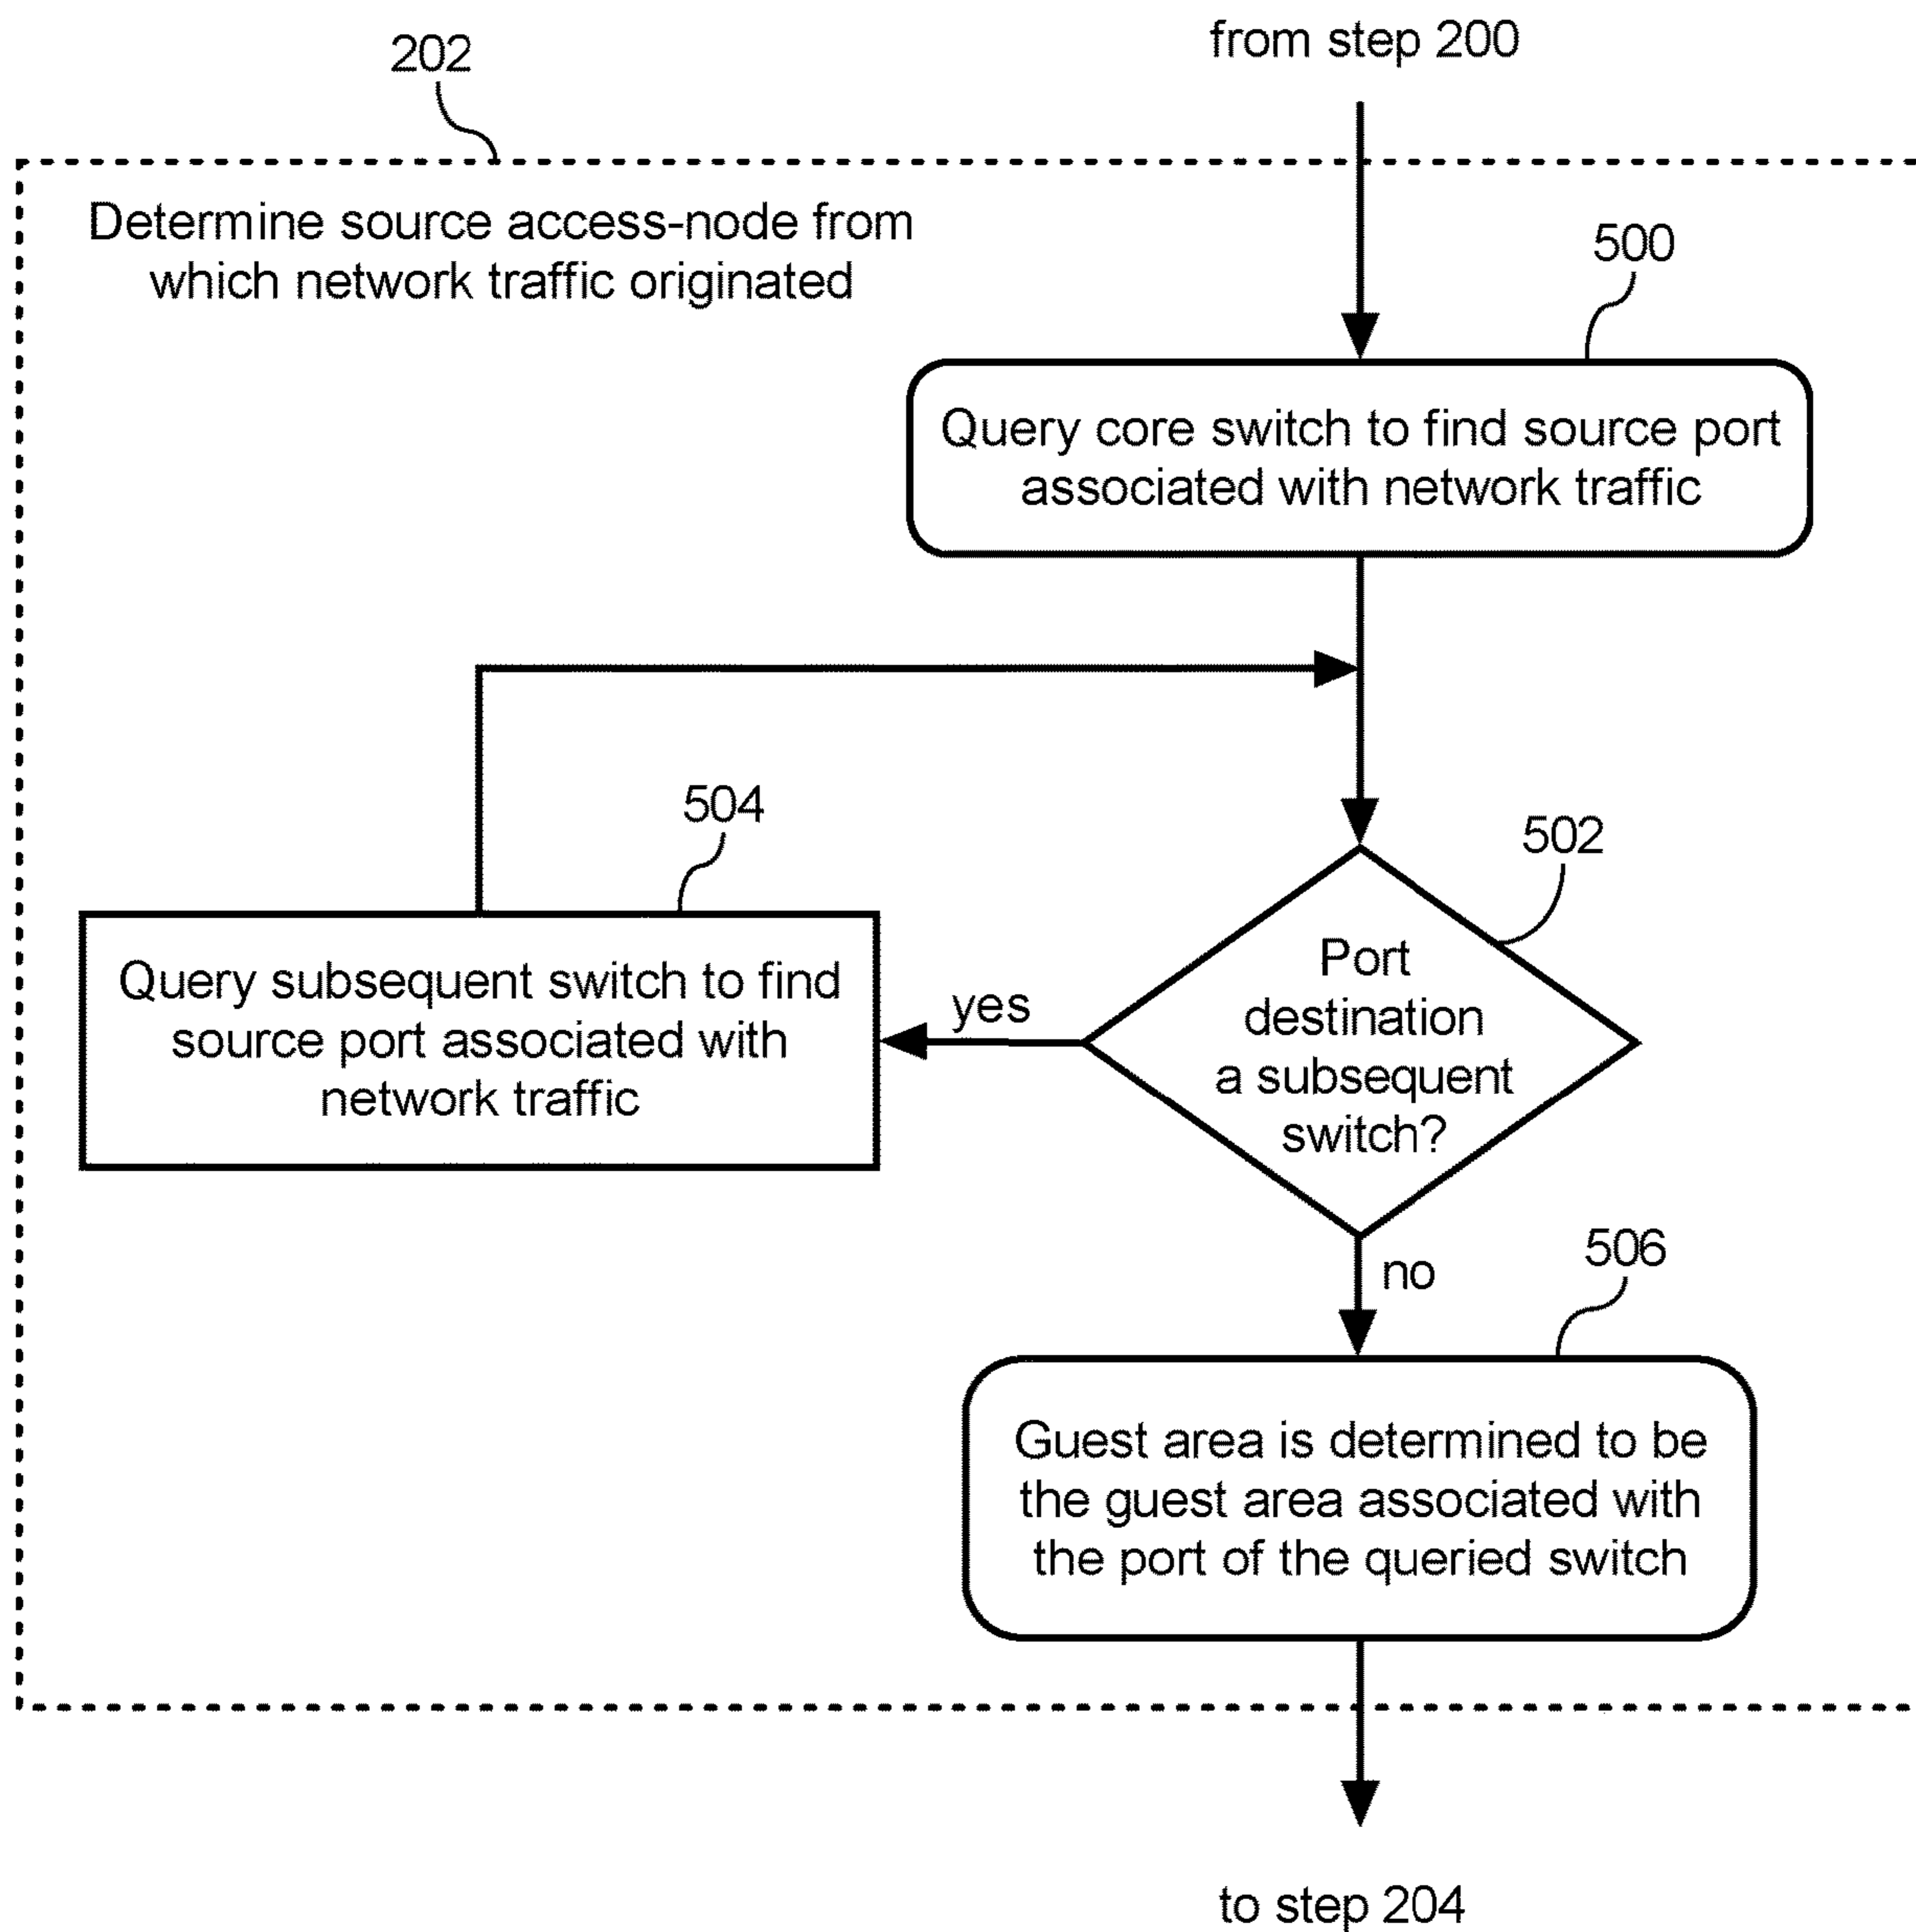 from step 200
202
Determine source access-node from
which network traffic originated
500
Query core switch to find source port
associated with network traffic
504
502
Query subsequent switch to find
source port associated with
network traffic
yes
Port
destination
a subsequent
switch?
no
506
Guest area is determined to be
the guest area associated with
the port of the queried switch
to step 204